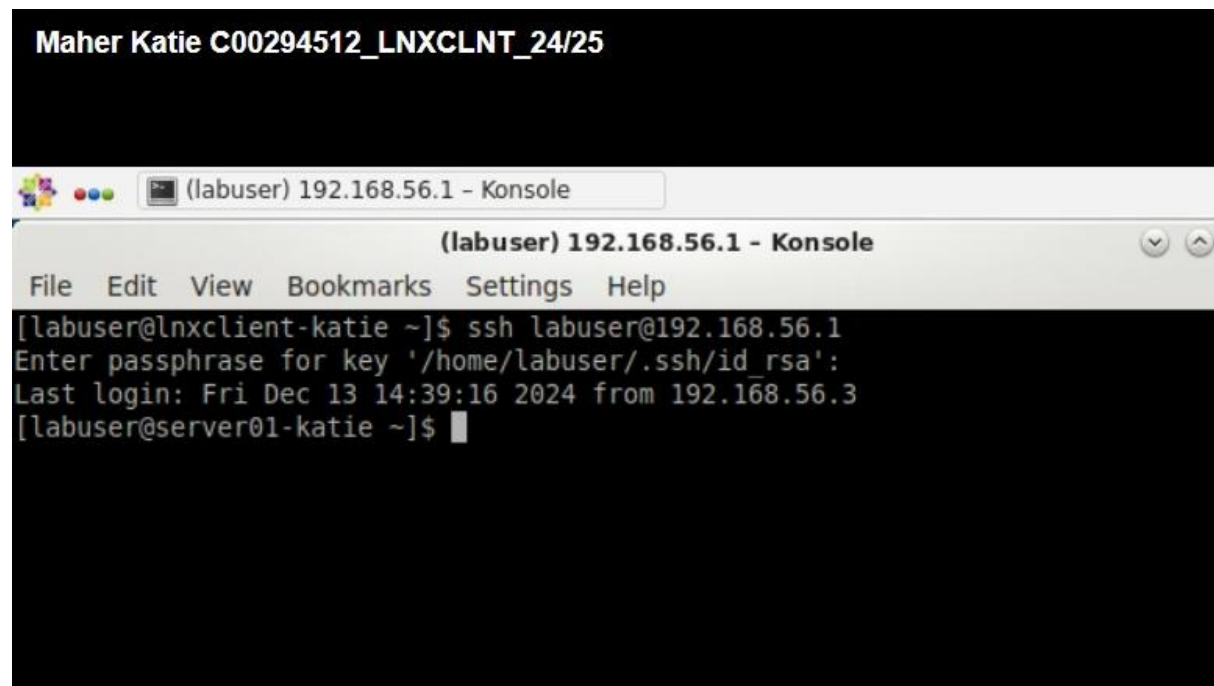 Maher Katie C00294512_LNXCLNT_24/25
(labuser) 192.168.56.1 – Konsole
(labuser) 192.168.56.1 – Konsole
File Edit View Bookmarks Settings Help
[labuser@lnxclient-katie ~]$ ssh labuser@192.168.56.1
Enter passphrase for key '/home/labuser/.ssh/id_rsa':
Last login: Fri Dec 13 14:39:16 2024 from 192.168.56.3
[labuser@server01-katie ~]$